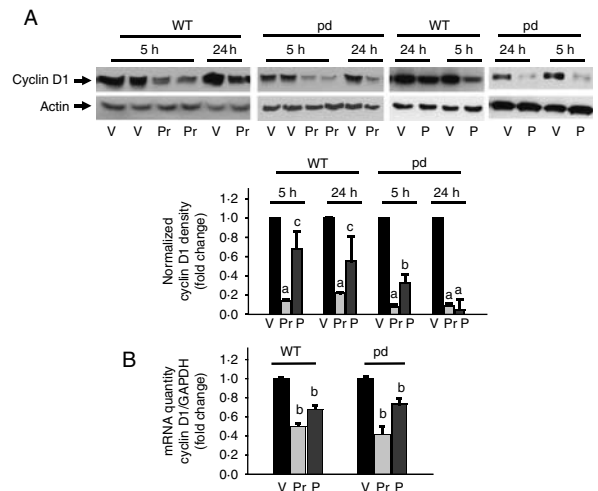 A
WT
pd
WT
pd
5 h
24 h
5 h
24 h
24 h
5 h
24 h
5 h
Cyclin D1
Actin
V V Pr Pr V Pr
V V Pr Pr V Pr
V P V P
V P V P
WT
pd
5 h
24 h
5 h
24 h
Normalized
cyclin D1 density
(fold change)
1·2
1·0
0·8
0·6
0·4
0·2
0·0
a
c
a
c
a
b
a
a
V Pr P
V Pr P
V Pr P
V Pr P
B
WT
pd
mRNA quantity
cyclin D1/GAPDH
(fold change)
1·2
1·0
0·8
0·6
0·4
0·2
0·0
b
b
b
b
V Pr P
V Pr P